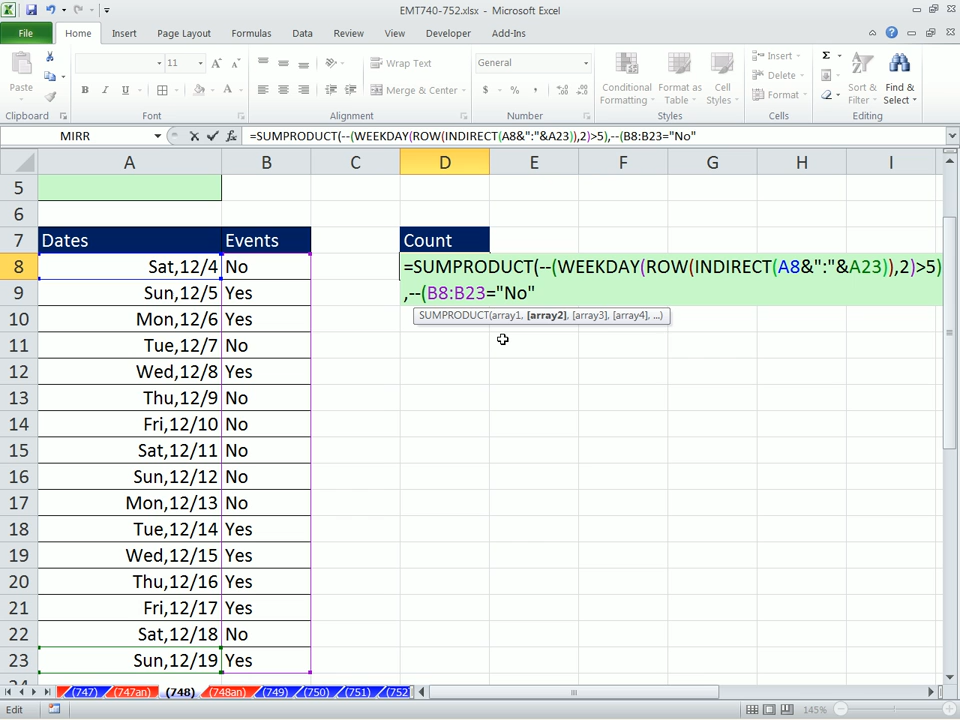 EMT740-752.xlsx - Microsoft Excel
File Home Insert Page Layout Formulas Data Review View Developer Add-Ins
Paste
Clipboard
11 A A
B I U A
Font
Wrap Text
Merge & Center
Alignment
General
$ % , .0 .00 .00 .0
Number
Conditional Formatting
Format as Table
Cell Styles
Styles
Insert
Delete
Format
Cells
Σ
Sort & Filter
Find & Select
Editing
MIRR fx =SUMPRODUCT(--(WEEKDAY(ROW(INDIRECT(A8&":"&A23)),2)>5),--(B8:B23="No"
A B C D E F G H I
5
6
7 Dates Events Count
8 Sat,12/4 No =SUMPRODUCT(--(WEEKDAY(ROW(INDIRECT(A8&":"&A23)),2)>5)
9 Sun,12/5 Yes ,--(B8:B23="No"
SUMPRODUCT(array1, [array2], [array3], [array4], ...)
10 Mon,12/6 Yes
11 Tue,12/7 No
12 Wed,12/8 Yes
13 Thu,12/9 No
14 Fri,12/10 No
15 Sat,12/11 No
16 Sun,12/12 No
17 Mon,12/13 No
18 Tue,12/14 Yes
19 Wed,12/15 Yes
20 Thu,12/16 Yes
21 Fri,12/17 Yes
22 Sat,12/18 No
23 Sun,12/19 Yes
(747) (747an) (748) (748an) (749) (750) (751) (752
Edit 145%